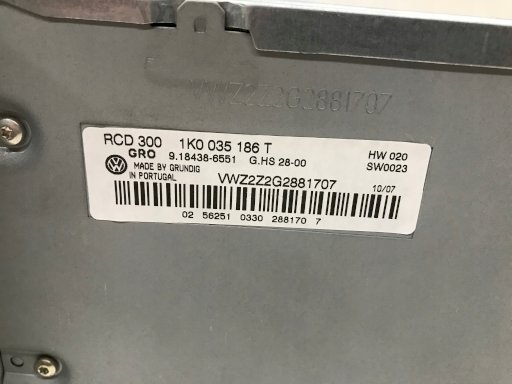 VWZ2Z2G2881707
RCD 300 1K0 035 186 T
GRO 9.18438-6551 G.HS 28-00 HW 020
MADE BY GRUNDIG SW0023
IN PORTUGAL VWZ2Z2G2881707 10/07
02 56251 0330 288170 7